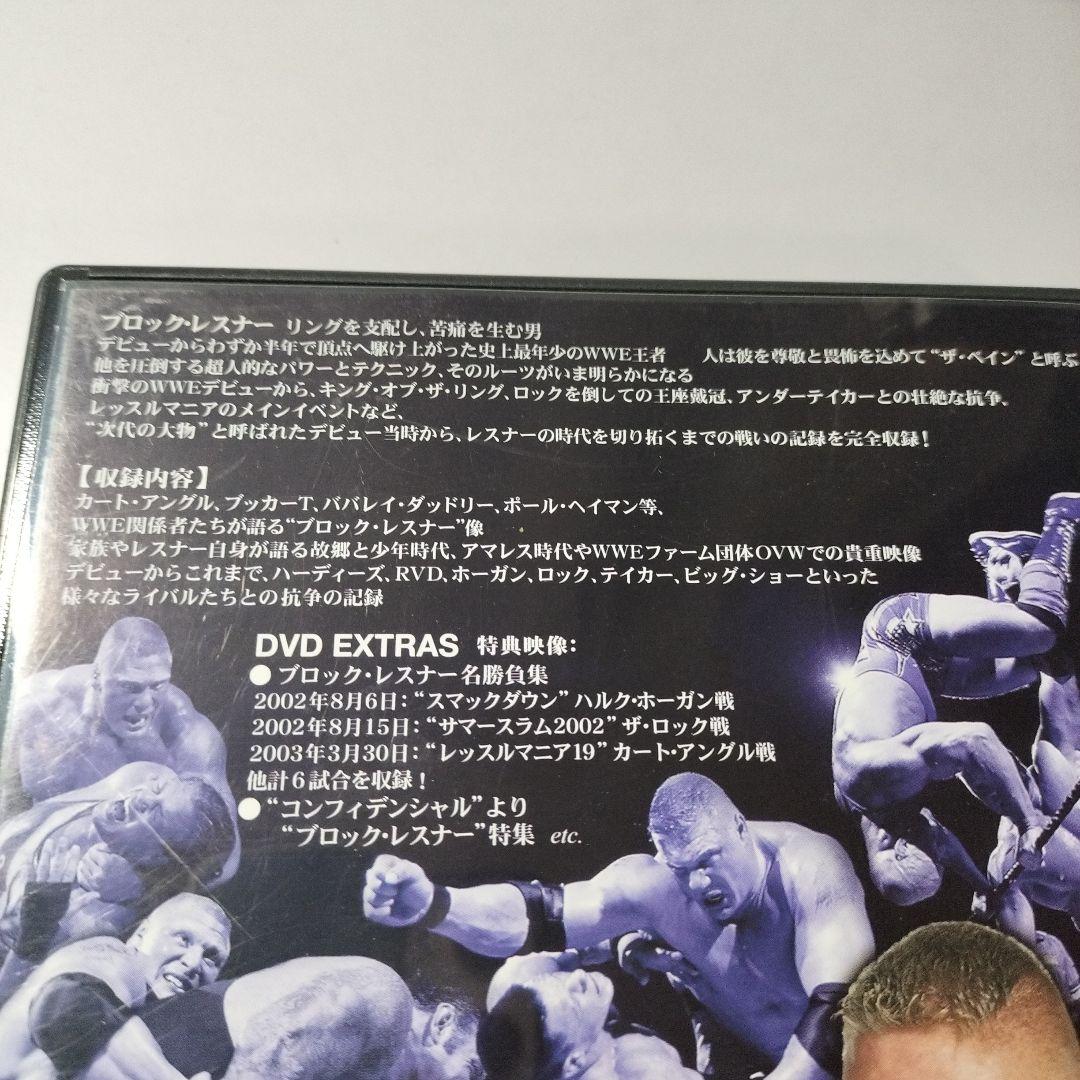 ブロック・レスナー リングを支配し、苦痛を生む男
デビューからわずか半年で頂点へ駆け上がった史上最年少のWWE王者 人は彼を尊敬と畏怖を込めて“ザ・ペイン”と呼ぶ
他を圧倒する超人的なパワーとテクニック、そのルーツがいま明らかになる
衝撃のWWEデビューから、キング・オブ・ザ・リング、ロックを倒しての王座戴冠、アンダーテイカーとの壮絶な抗争、
レッスルマニアのメインイベントなど、
“次代の大物”と呼ばれたデビュー当時から、レスナーの時代を切り拓くまでの戦いの記録を完全収録!
【収録内容】
カート・アングル、ブッカーT、ババレイ・ダッドリー、ポール・ヘイマン等、
WWE関係者たちが語る“ブロック・レスナー”像
家族やレスナー自身が語る故郷と少年時代、アマレス時代やWWEファーム団体OVWでの貴重映像
デビューからこれまで、ハーディーズ、RVD、ホーガン、ロック、テイカー、ビッグ・ショーといった
様々なライバルたちとの抗争の記録
DVD EXTRAS 特典映像:
●ブロック・レスナー名勝負集
2002年8月6日:“スマックダウン”ハルク・ホーガン戦
2002年8月15日:“サマースラム2002”ザ・ロック戦
2003年3月30日:“レッスルマニア19”カート・アングル戦
他計6試合を収録!
●“コンフィデンシャル”より
“ブロック・レスナー”特集 etc.